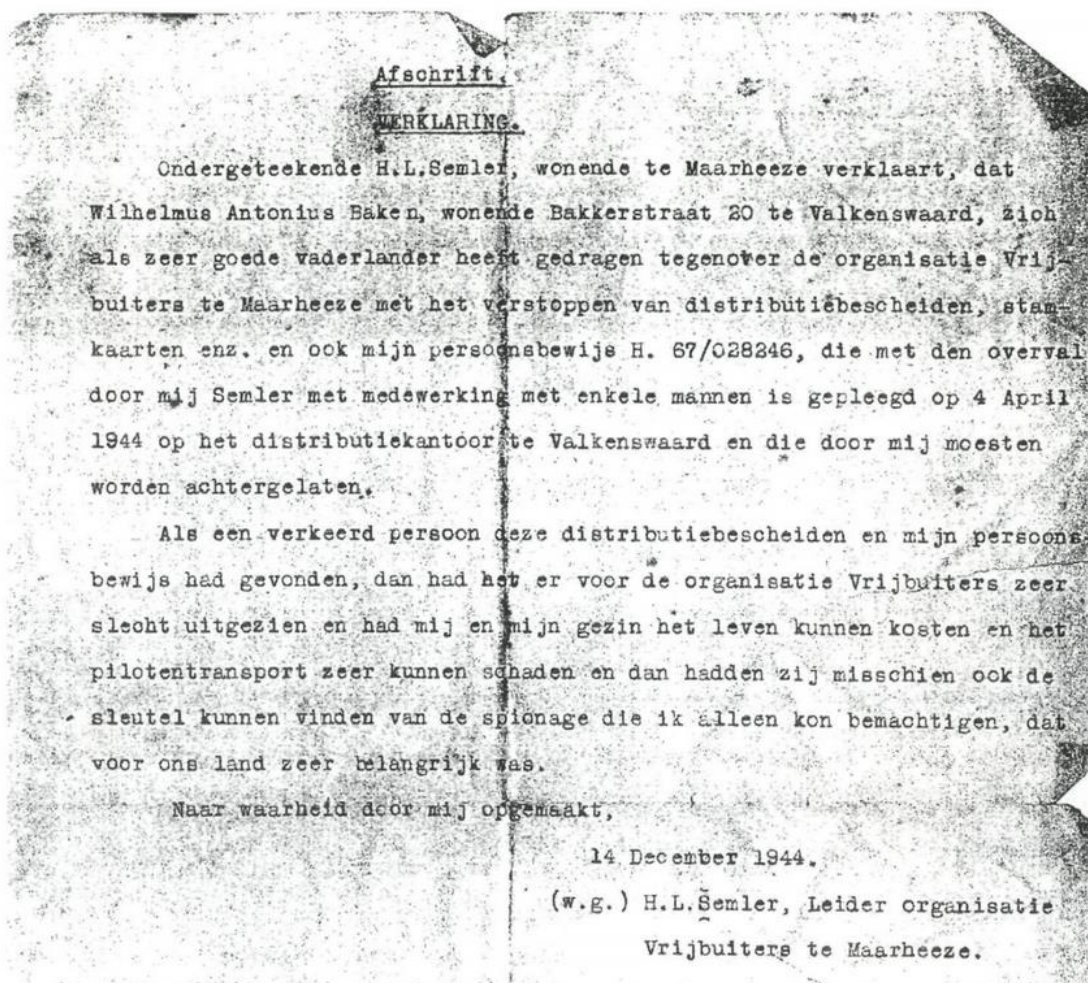 Afschrift.
VERKLARING.
Ondergeteekende H.L.Semler, wonende te Maarheeze verklaart, dat
Wilhelmus Antonius Baken, wonende Bakkerstraat 20 te Valkenswaard, zich
als zeer goede vaderlander heeft gedragen tegenover de organisatie Vrij-
buiters te Maarheeze met het verstoppen van distributiebescheiden, stam-
kaarten enz. en ook mijn persoonsbewijs H. 67/028246, die met den overval
door mij Semler met medewerking met enkele mannen is gepleegd op 4 April
1944 op het distributiekantoor te Valkenswaard en die door mij moesten
worden achtergelaten.
Als een verkeerd persoon deze distributiebescheiden en mijn persoons-
bewijs had gevonden, dan had het er voor de organisatie Vrijbuiters zeer
slecht uitgezien en had mij en mijn gezin het leven kunnen kosten en het
pilotentransport zeer kunnen schaden en dan hadden zij misschien ook de
sleutel kunnen vinden van de spionage die ik alleen kon bemachtigen, dat
voor ons land zeer belangrijk was.
Naar waarheid door mij opgemaakt,
14 December 1944.
(w.g.) H.L.Semler, Leider organisatie
Vrijbuiters te Maarheeze.